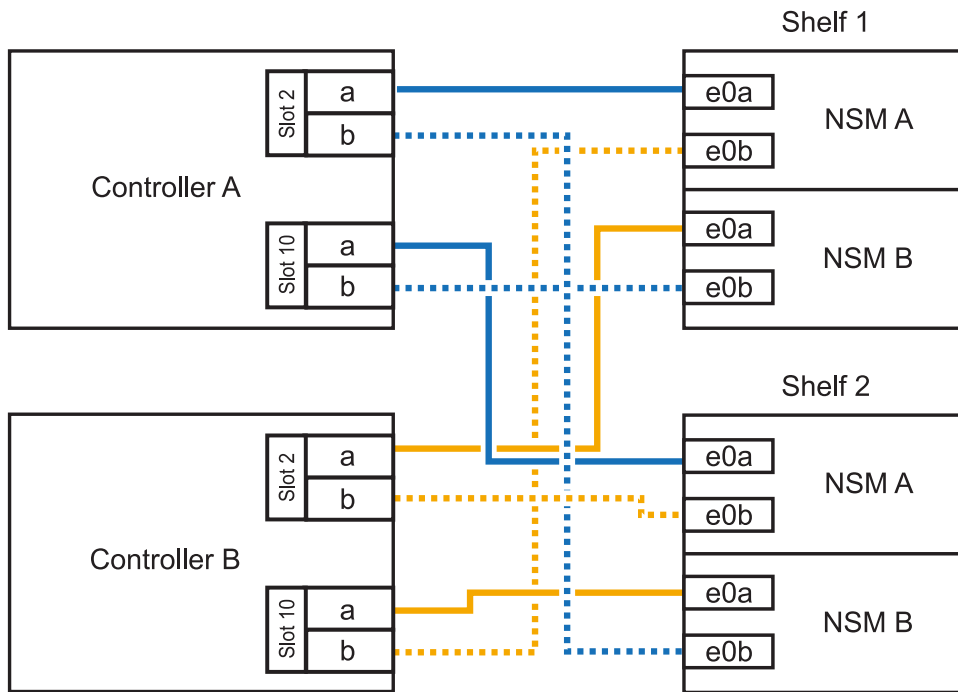 Controller A
Slot 2
a
b
Slot 10
a
b
Shelf 1
e0a
e0b
NSM A
e0a
e0b
NSM B
Controller B
Slot 2
a
b
Slot 10
a
b
Shelf 2
e0a
e0b
NSM A
e0a
e0b
NSM B